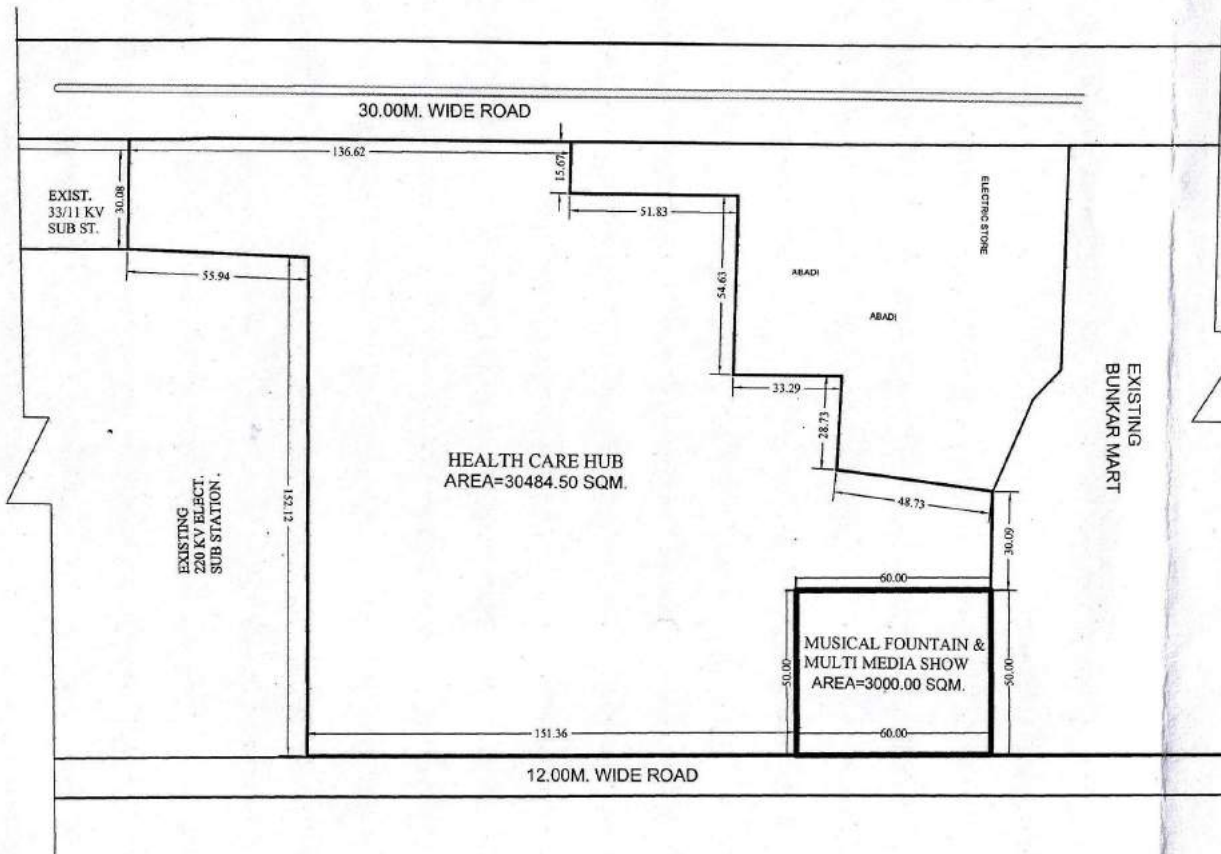 30.00M. WIDE ROAD
136.62
15.67
EXIST.
33/11 KV
SUB ST.
30.08
51.83
ELECTRIC STORE
55.94
54.63
ABADI
ABADI
33.29
28.73
EXISTING
BUNKAR MART
HEALTH CARE HUB
AREA=30484.50 SQM.
48.73
EXISTING
220 KV ELECT.
SUB STATION.
152.12
30.09
60.00
50.00
MUSICAL FOUNTAIN &
MULTI MEDIA SHOW
AREA=3000.00 SQM.
50.00
151.36
60.00
12.00M. WIDE ROAD